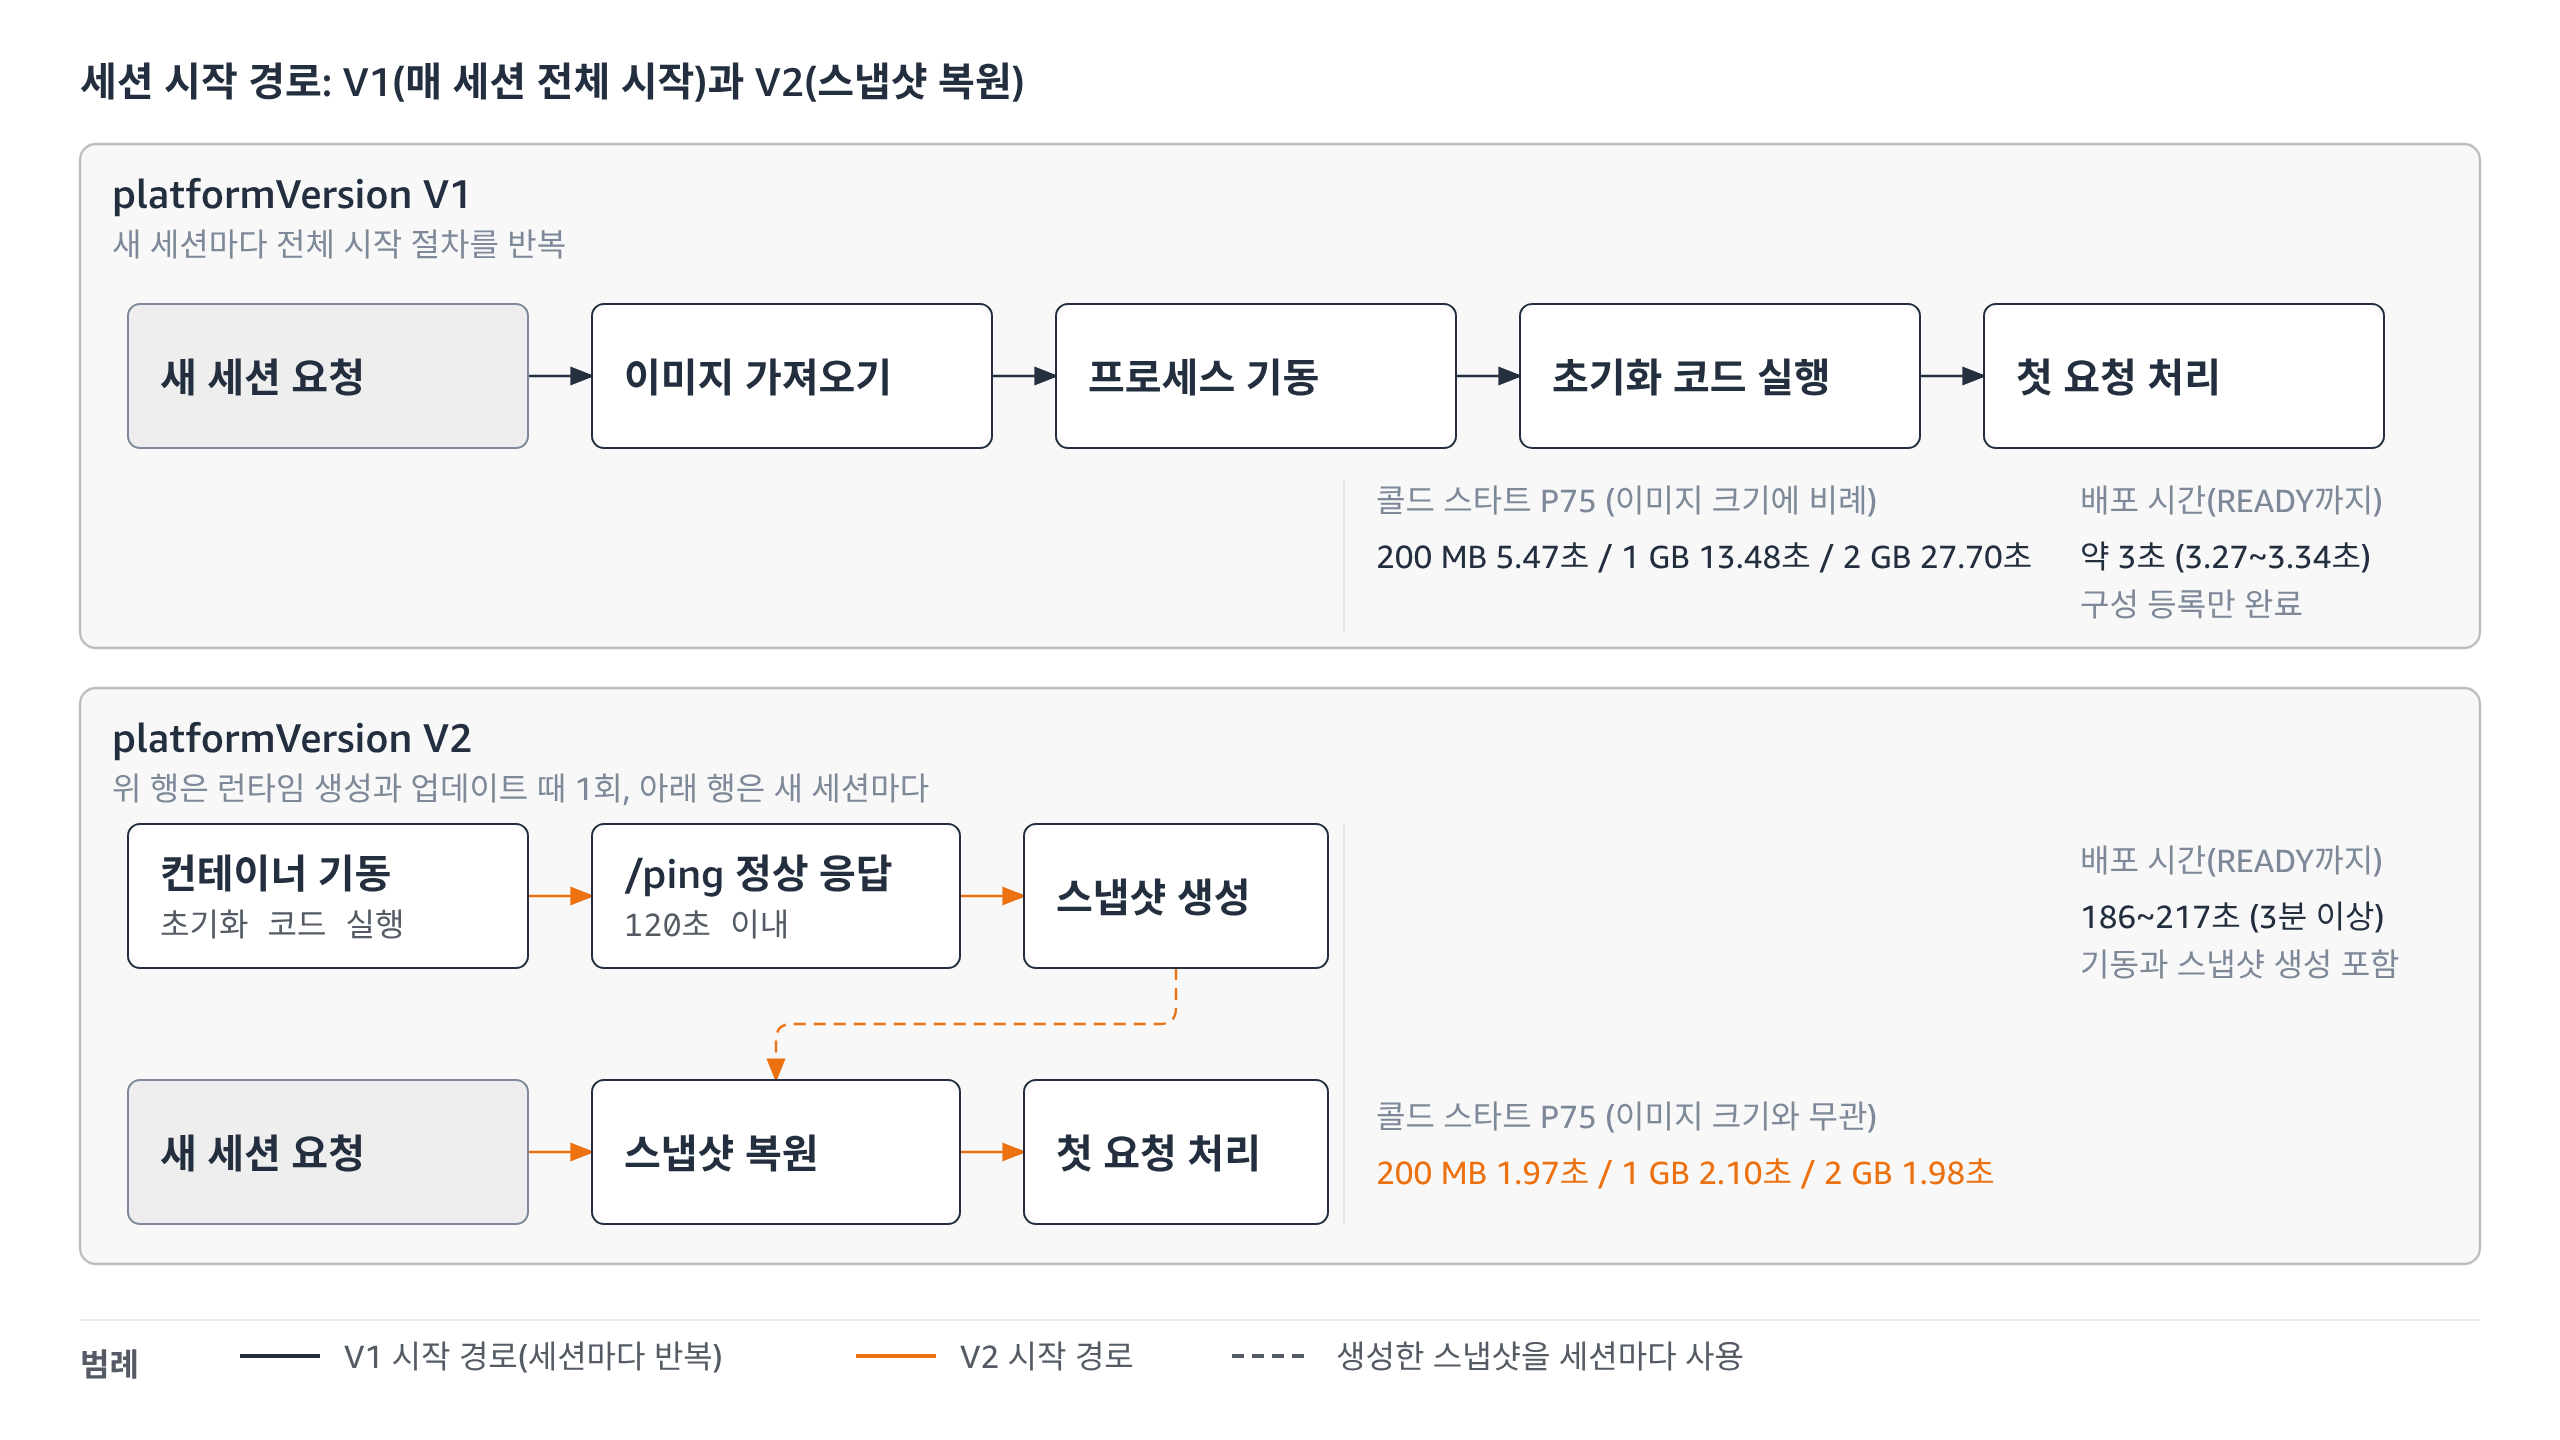 세션 시작 경로: V1(매 세션 전체 시작)과 V2(스냅샷 복원)
platformVersion V1
새 세션마다 전체 시작 절차를 반복
새 세션 요청
이미지 가져오기
프로세스 기동
초기화 코드 실행
첫 요청 처리
콜드 스타트 P75 (이미지 크기에 비례)
200 MB 5.47초 / 1 GB 13.48초 / 2 GB 27.70초
배포 시간(READY까지)
약 3초 (3.27~3.34초)
구성 등록만 완료
platformVersion V2
위 행은 런타임 생성과 업데이트 때 1회, 아래 행은 새 세션마다
컨테이너 기동
초기화 코드 실행
/ping 정상 응답
120초 이내
스냅샷 생성
배포 시간(READY까지)
186~217초 (3분 이상)
기동과 스냅샷 생성 포함
새 세션 요청
스냅샷 복원
첫 요청 처리
콜드 스타트 P75 (이미지 크기와 무관)
200 MB 1.97초 / 1 GB 2.10초 / 2 GB 1.98초
범례
V1 시작 경로(세션마다 반복)
V2 시작 경로
생성한 스냅샷을 세션마다 사용